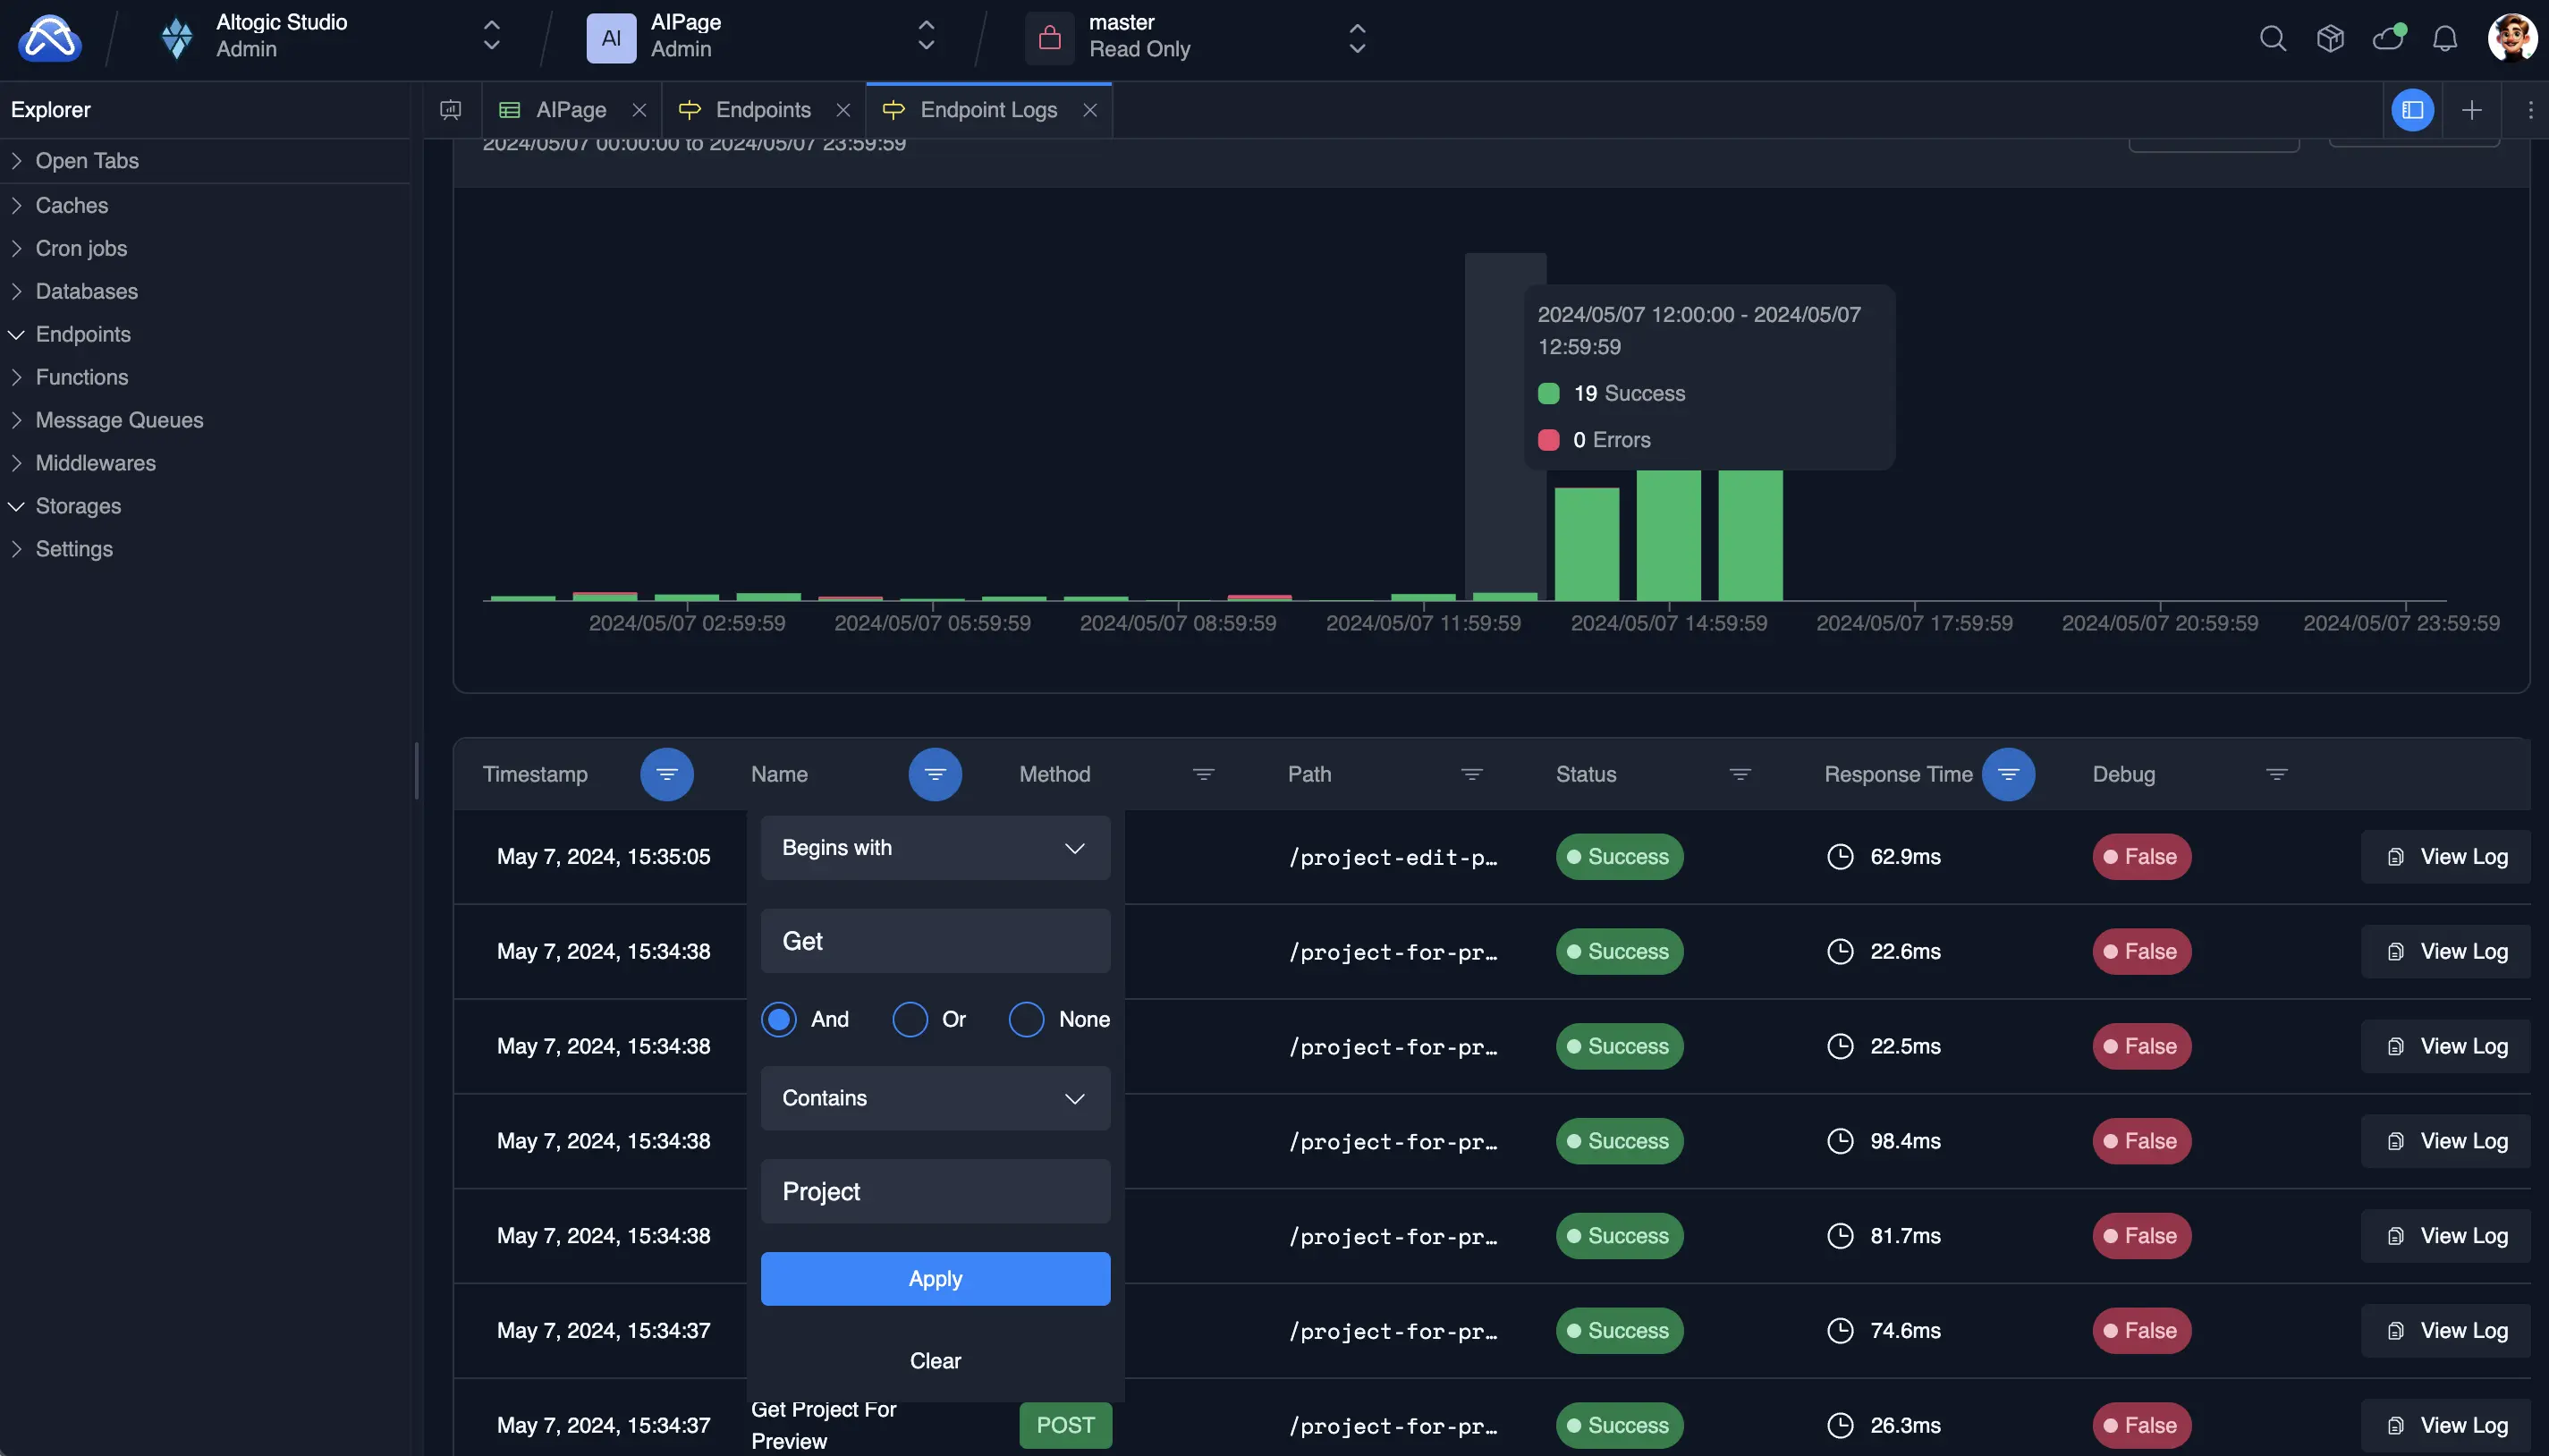 Altogic Studio
Admin
AI
AIPage
Admin
master
Read Only
Explorer
AIPage
Endpoints
Endpoint Logs
Open Tabs
Caches
Cron jobs
Databases
Endpoints
Functions
Message Queues
Middlewares
Storages
Settings
2024/05/07 00:00:00 to 2024/05/07 23:59:59
2024/05/07 12:00:00 - 2024/05/07
12:59:59
19 Success
0 Errors
2024/05/07 02:59:59
2024/05/07 05:59:59
2024/05/07 08:59:59
2024/05/07 11:59:59
2024/05/07 14:59:59
2024/05/07 17:59:59
2024/05/07 20:59:59
2024/05/07 23:59:59
Timestamp Name Method Path Status Response Time Debug
May 7, 2024, 15:35:05 /project-edit-p… Success 62.9ms False View Log
May 7, 2024, 15:34:38 /project-for-pr… Success 22.6ms False View Log
May 7, 2024, 15:34:38 /project-for-pr… Success 22.5ms False View Log
May 7, 2024, 15:34:38 /project-for-pr… Success 98.4ms False View Log
May 7, 2024, 15:34:38 /project-for-pr… Success 81.7ms False View Log
May 7, 2024, 15:34:37 /project-for-pr… Success 74.6ms False View Log
May 7, 2024, 15:34:37 Get Project For Preview POST /project-for-pr… Success 26.3ms False View Log
Begins with
Get
And Or None
Contains
Project
Apply
Clear